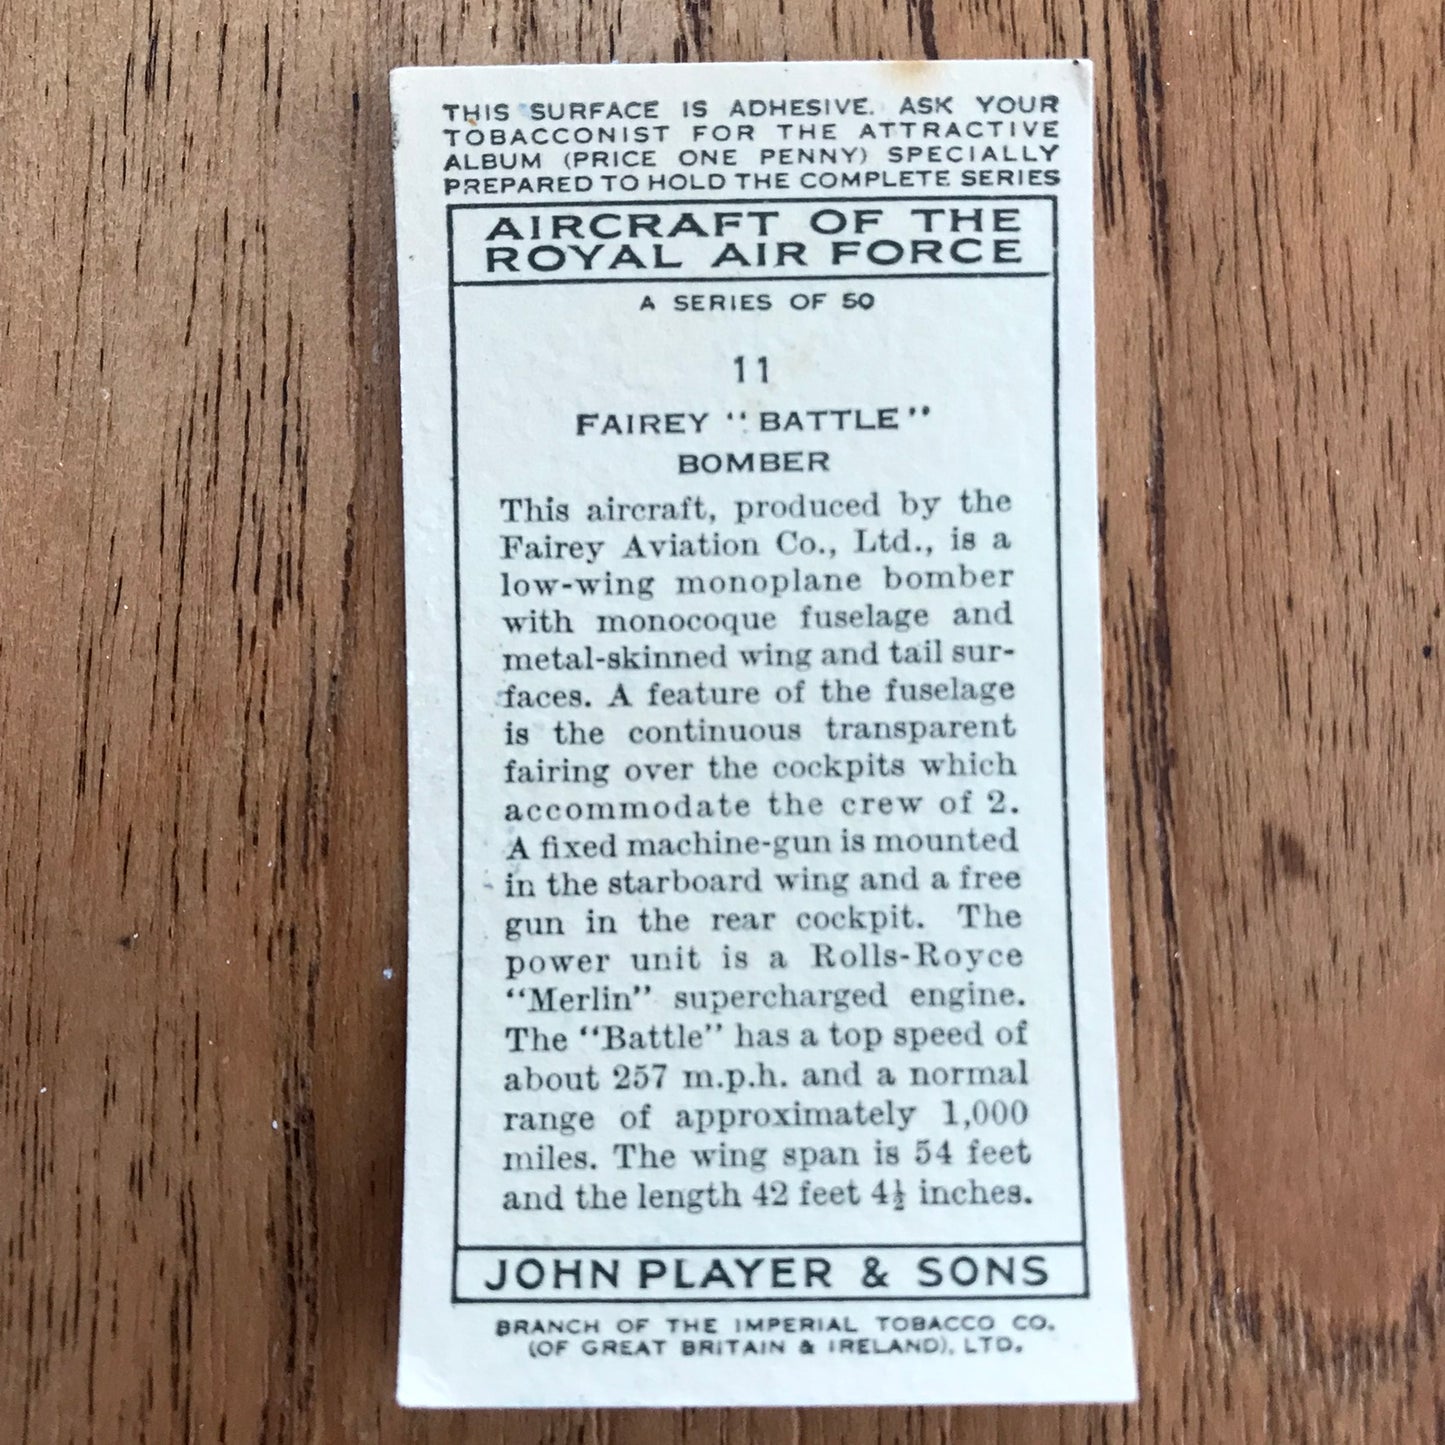 THIS SURFACE IS ADHESIVE. ASK YOUR
TOBACCONIST FOR THE ATTRACTIVE
ALBUM (PRICE ONE PENNY) SPECIALLY
PREPARED TO HOLD THE COMPLETE SERIES
AIRCRAFT OF THE
ROYAL AIR FORCE
A SERIES OF 50
11
FAIREY "BATTLE"
BOMBER
This aircraft, produced by the
Fairey Aviation Co., Ltd., is a
low-wing monoplane bomber
with monocoque fuselage and
metal-skinned wing and tail sur-
faces. A feature of the fuselage
is the continuous transparent
fairing over the cockpits which
accommodate the crew of 2.
A fixed machine-gun is mounted
in the starboard wing and a free
gun in the rear cockpit. The
power unit is a Rolls-Royce
"Merlin" supercharged engine.
The "Battle" has a top speed of
about 257 m.p.h. and a normal
range of approximately 1,000
miles. The wing span is 54 feet
and the length 42 feet 4½ inches.
JOHN PLAYER & SONS
BRANCH OF THE IMPERIAL TOBACCO CO.
(OF GREAT BRITAIN & IRELAND), LTD.